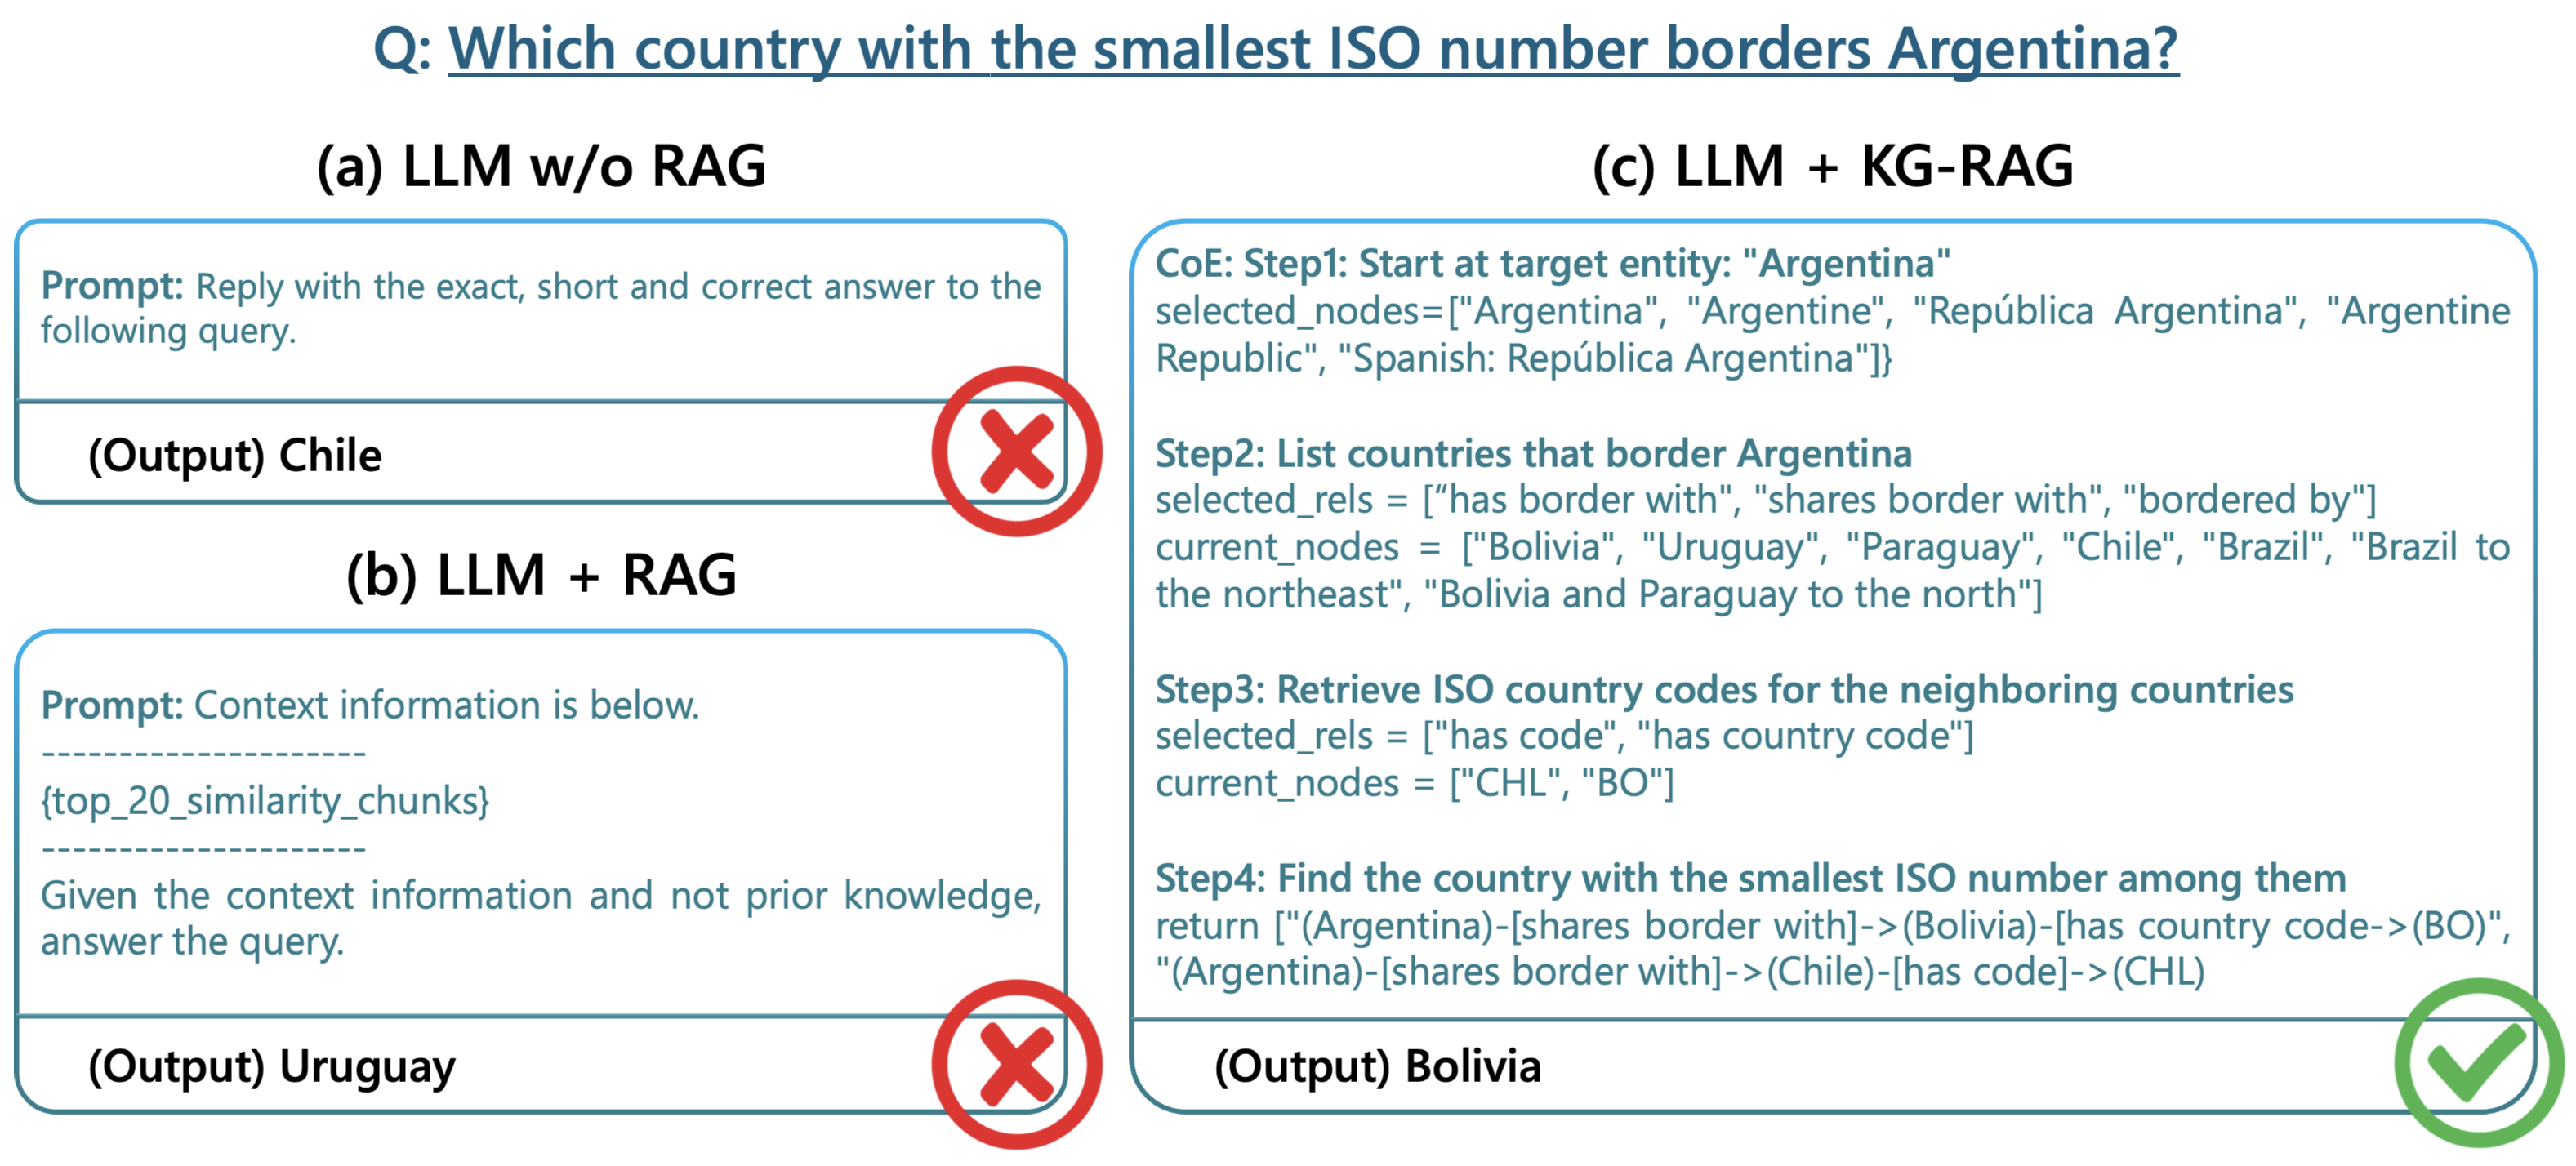 Q: Which country with the smallest ISO number borders Argentina?
(a) LLM w/o RAG
Prompt: Reply with the exact, short and correct answer to the
following query.
(Output) Chile
(b) LLM + RAG
Prompt: Context information is below.
---------------------
{top_20_similarity_chunks}
---------------------
Given the context information and not prior knowledge,
answer the query.
(Output) Uruguay
(c) LLM + KG-RAG
CoE: Step1: Start at target entity: "Argentina"
selected_nodes=["Argentina", "Argentine", "República Argentina", "Argentine
Republic", "Spanish: República Argentina"]}
Step2: List countries that border Argentina
selected_rels = [“has border with", "shares border with", "bordered by"]
current_nodes = ["Bolivia", "Uruguay", "Paraguay", "Chile", "Brazil", "Brazil to
the northeast", "Bolivia and Paraguay to the north"]
Step3: Retrieve ISO country codes for the neighboring countries
selected_rels = ["has code", "has country code"]
current_nodes = ["CHL", "BO"]
Step4: Find the country with the smallest ISO number among them
return ["(Argentina)-[shares border with]->(Bolivia)-[has country code->(BO)",
"(Argentina)-[shares border with]->(Chile)-[has code]->(CHL)
(Output) Bolivia